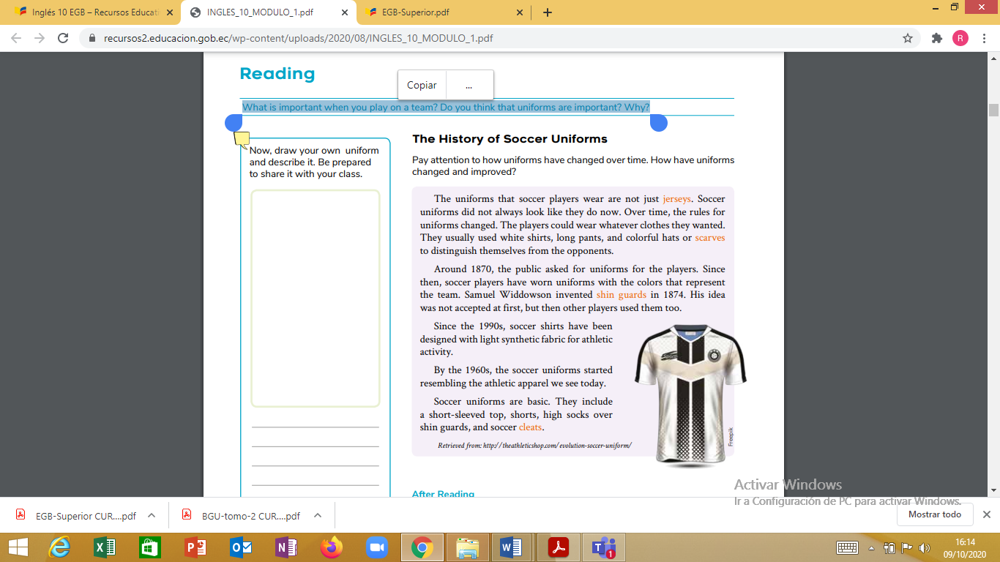 Inglés 10 EGB – Recursos Educati
INGLES_10_MODULO_1.pdf
EGB-Superior.pdf
recursos2.educacion.gob.ec/wp-content/uploads/2020/08/INGLES_10_MODULO_1.pdf
R
Reading
Copiar
...
What is important when you play on a team? Do you think that uniforms are important? Why?
Now, draw your own uniform
and describe it. Be prepared
to share it with your class.
The History of Soccer Uniforms
Pay attention to how uniforms have changed over time. How have uniforms
changed and improved?
The uniforms that soccer players wear are not just jerseys. Soccer
uniforms did not always look like they do now. Over time, the rules for
uniforms changed. The players could wear whatever clothes they wanted.
They usually used white shirts, long pants, and colorful hats or scarves
to distinguish themselves from the opponents.
Around 1870, the public asked for uniforms for the players. Since
then, soccer players have worn uniforms with the colors that represent
the team. Samuel Widdowson invented shin guards in 1874. His idea
was not accepted at first, but then other players used them too.
Since the 1990s, soccer shirts have been
designed with light synthetic fabric for athletic
activity.
By the 1960s, the soccer uniforms started
resembling the athletic apparel we see today.
Soccer uniforms are basic. They include
a short-sleeved top, shorts, high socks over
shin guards, and soccer cleats.
Retrieved from: http://theathleticshop.com/evolution-soccer-uniform/
Freepik
After Reading
Activar Windows
Ir a Configuración de PC para activar Windows.
EGB-Superior CUR....pdf
BGU-tomo-2 CUR....pdf
Mostrar todo
16:14
09/10/2020